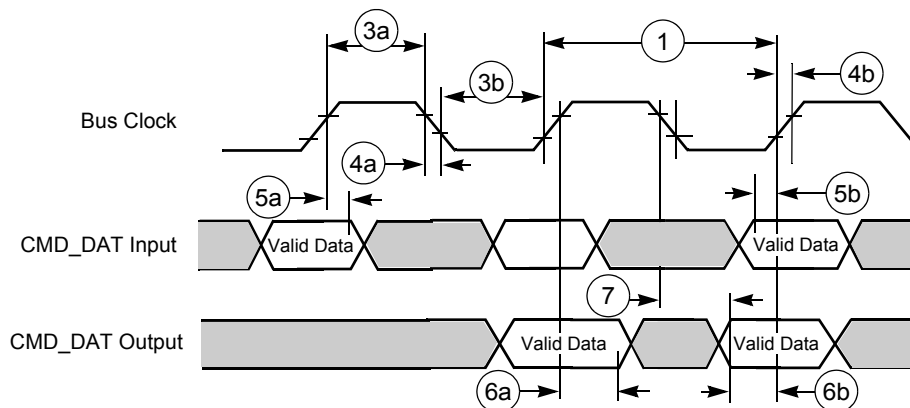 3a
1
3b
4b
Bus Clock
4a
5a
5b
CMD_DAT Input
Valid Data
Valid Data
7
CMD_DAT Output
Valid Data
Valid Data
6a
6b